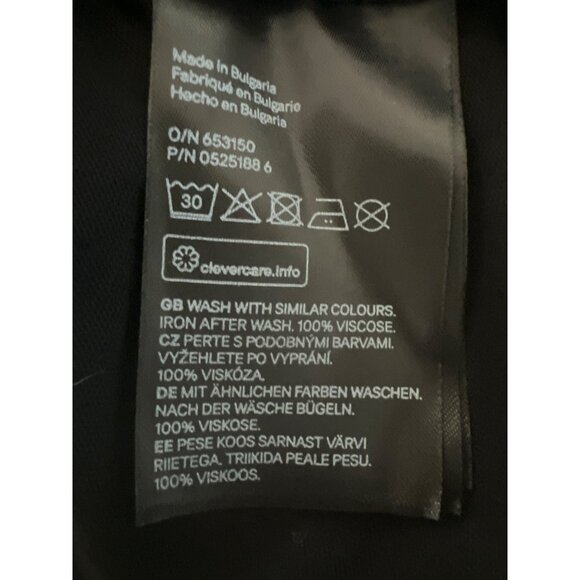 Made in Bulgaria
Fabriqué en Bulgarie
Hecho en Bulgaria
O/N 653150
P/N 0525188 6
30
clevercare.info
GB WASH WITH SIMILAR COLOURS.
IRON AFTER WASH. 100% VISCOSE.
CZ PERTE S PODOBNÝMI BARVAMI.
VYŽEHLETE PO VYPRÁNÍ.
100% VISKÓZA.
DE MIT ÄHNLICHEN FARBEN WASCHEN.
NACH DER WÄSCHE BÜGELN.
100% VISKOSE.
EE PESE KOOS SARNAST VÄRVI
RIIETEGA. TRIIKIDA PEALE PESU.
100% VISKOOS.